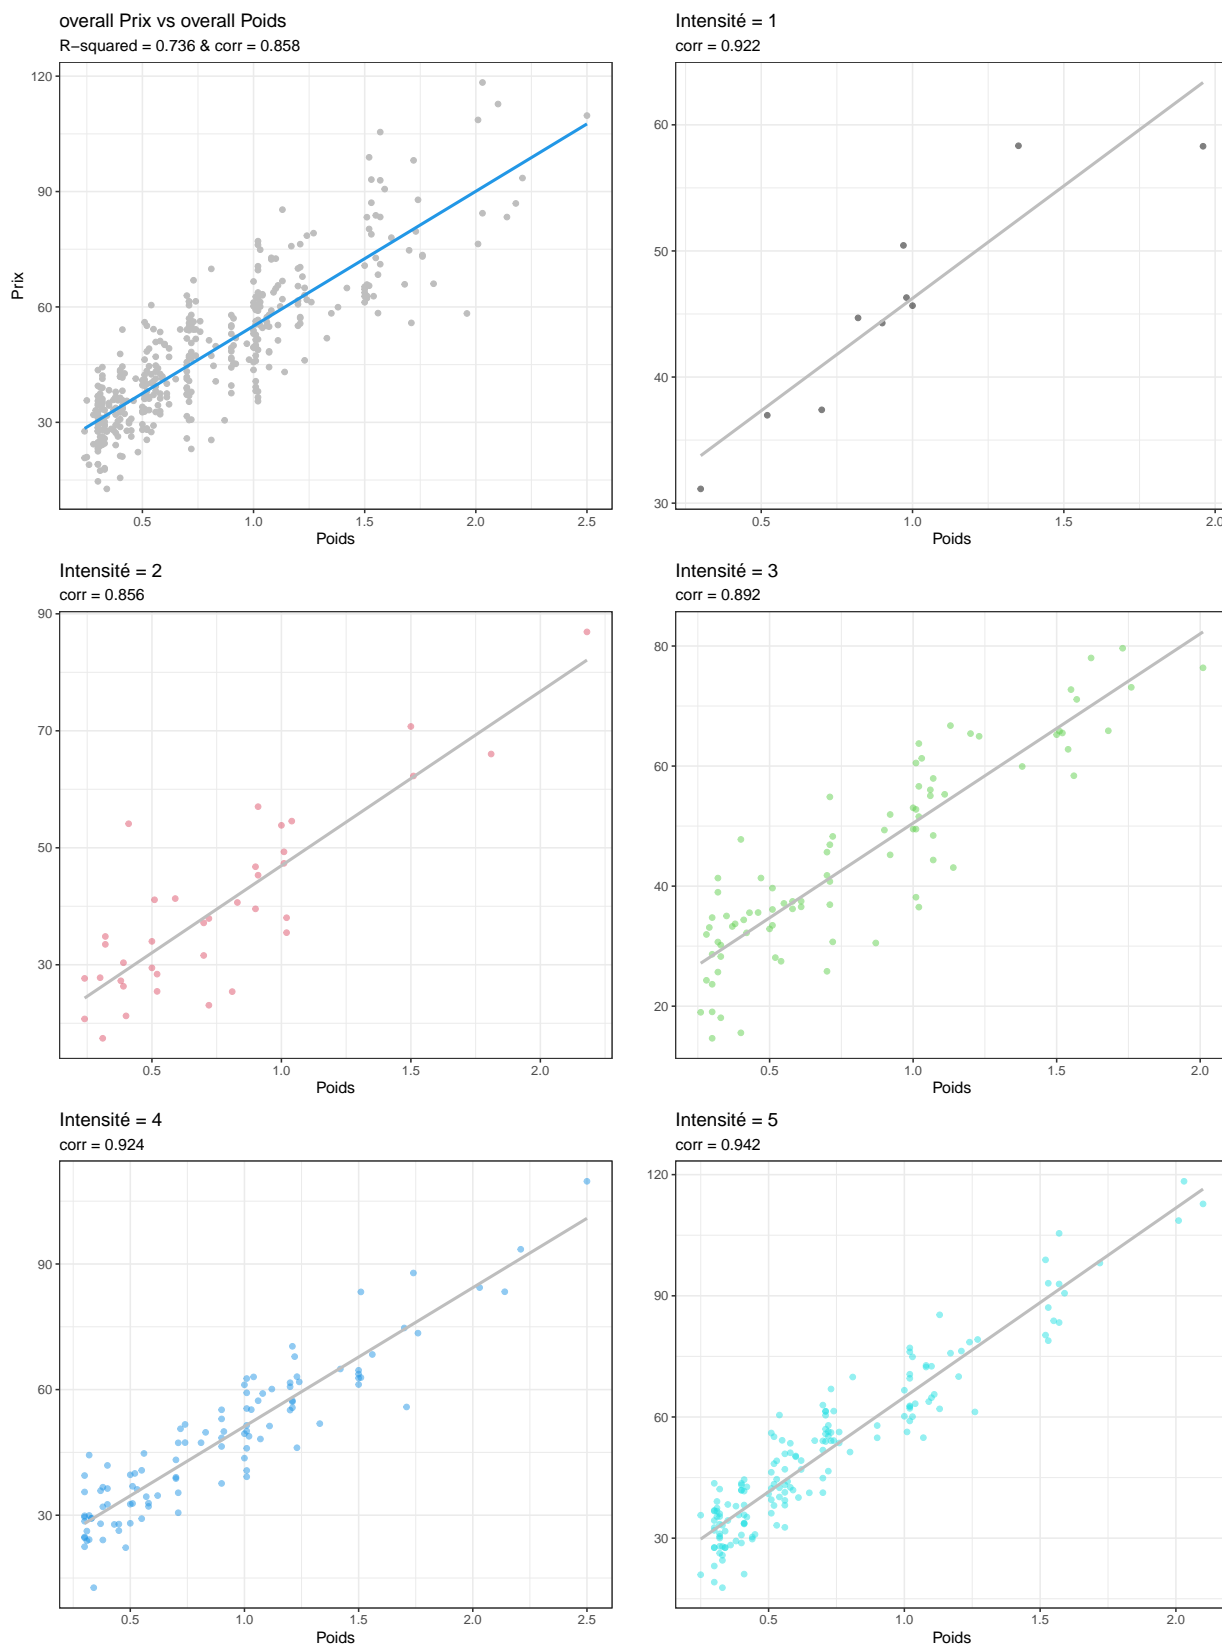 overall Prix vs overall Poids
R−squared = 0.736 & corr = 0.858
120
90
60
30
Prix
0.5 1.0 1.5 2.0 2.5
Poids
Intensité = 1
corr = 0.922
60
50
40
30
0.5 1.0 1.5 2.0
Poids
Intensité = 2
corr = 0.856
90
70
50
30
0.5 1.0 1.5 2.0
Poids
Intensité = 3
corr = 0.892
80
60
40
20
0.5 1.0 1.5 2.0
Poids
Intensité = 4
corr = 0.924
90
60
30
0.5 1.0 1.5 2.0 2.5
Poids
Intensité = 5
corr = 0.942
120
90
60
30
0.5 1.0 1.5 2.0
Poids